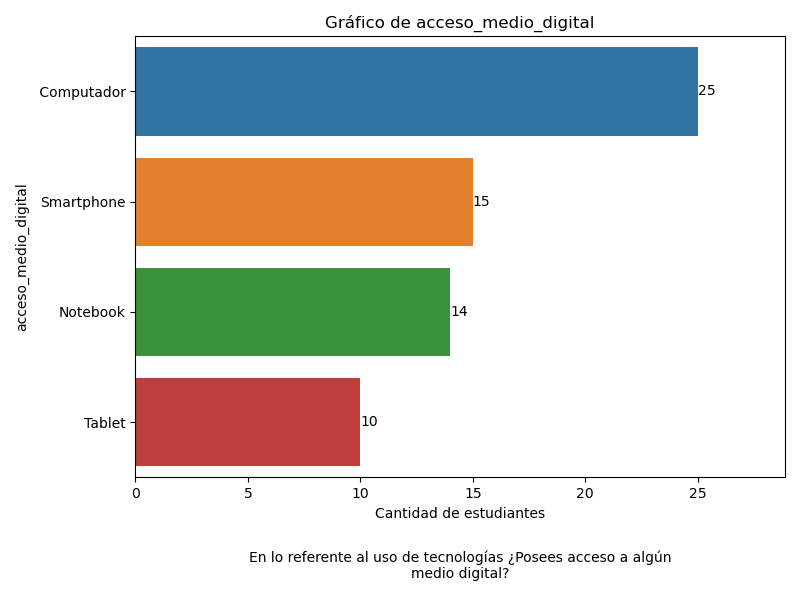 Gráfico de acceso_medio_digital
acceso_medio_digital
Computador
25
Smartphone
15
Notebook
14
Tablet
10
0 5 10 15 20 25
Cantidad de estudiantes
En lo referente al uso de tecnologías ¿Posees acceso a algún
medio digital?